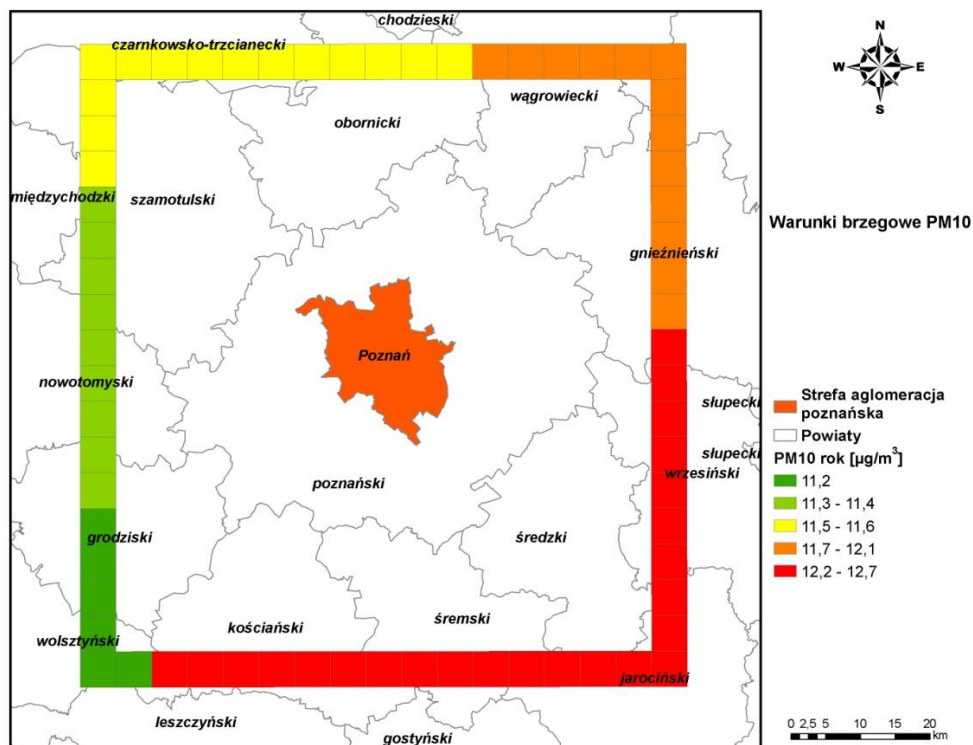 chodzieski
czarnkowsko-trzcianecki
N
W E
S
wągrowiecki
obornicki
międzychodzki
szamotulski
Warunki brzegowe PM10
gnieźnieński
Poznań
nowotomyski
słupecki
Strefa aglomeracja
poznańska
Powiaty
słupecki
wrzesiński
PM10 rok [µg/m³]
poznański
11,2
11,3 - 11,4
11,5 - 11,6
11,7 - 12,1
12,2 - 12,7
grodziski
średzki
kościański
śremski
wolsztyński
jarociński
leszczyński
gostyński
0 2,5 5 10 15 20
km